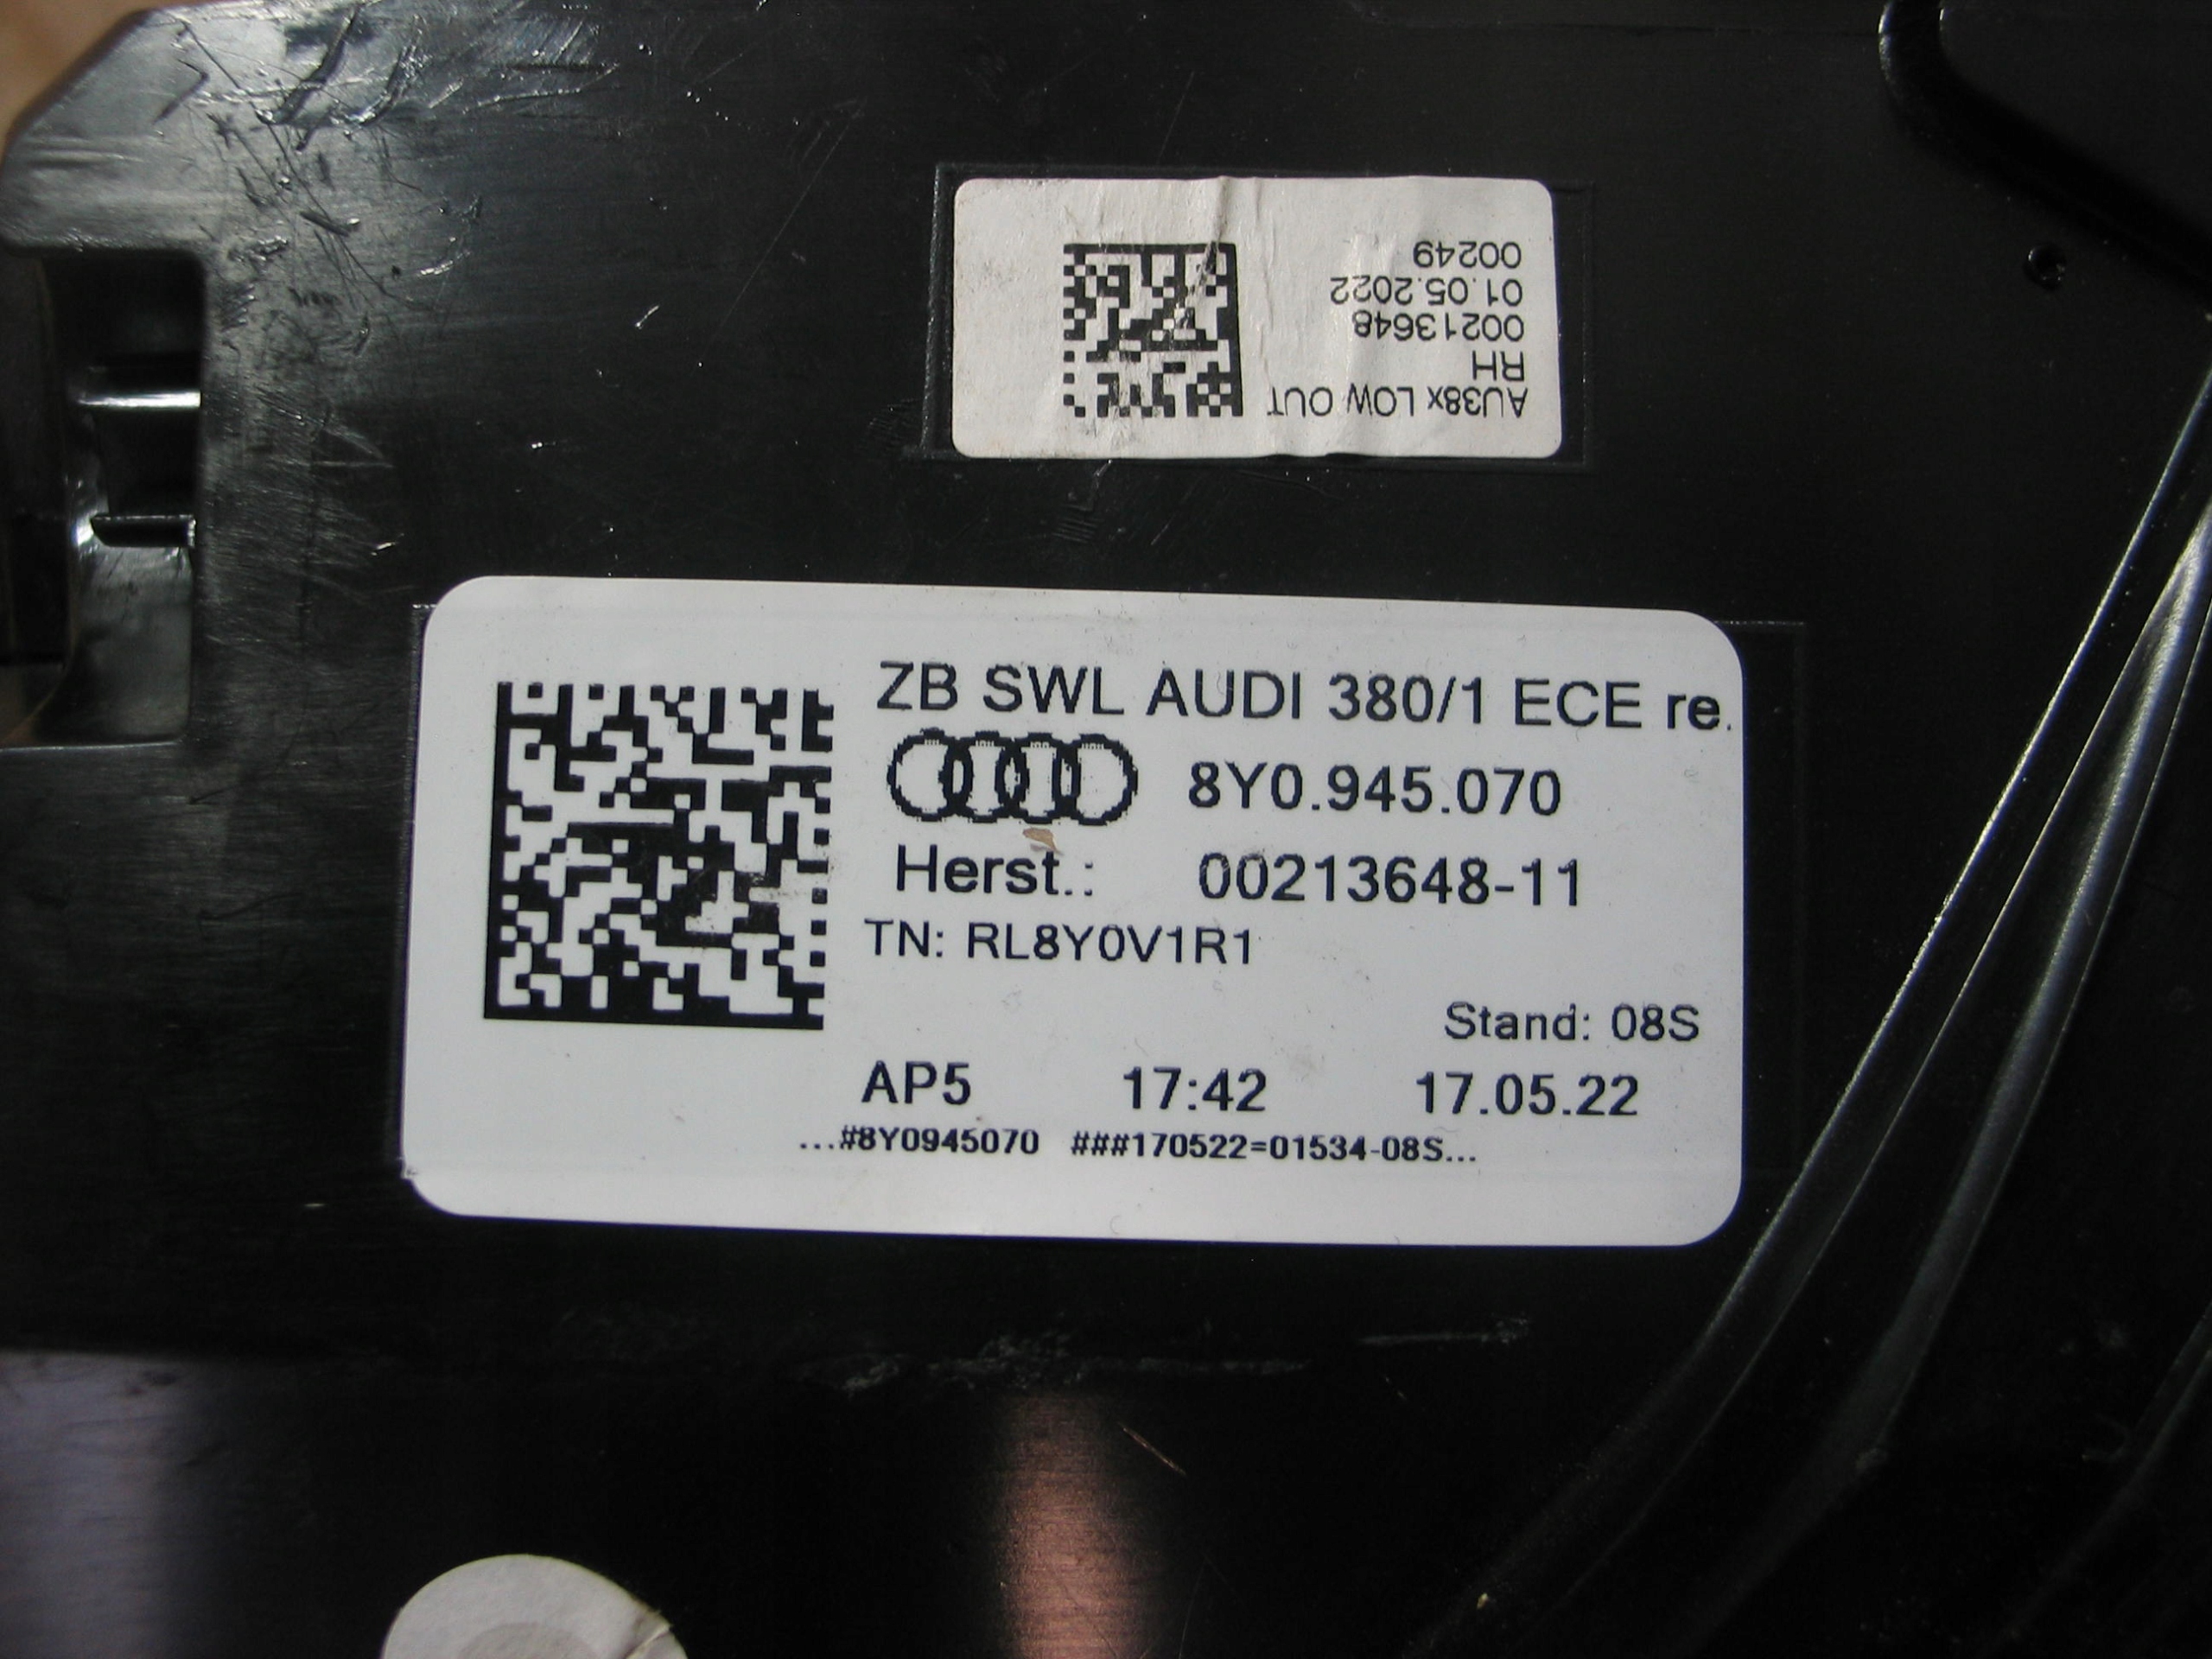 AU38x LOW OUT
RH
00213648
01.05.2022
00249
ZB SWL AUDI 380/1 ECE re.
8Y0.945.070
Herst.: 00213648-11
TN: RL8Y0V1R1
Stand: 08S
AP5 17:42 17.05.22
...#8Y0945070 ###170522=01534-08S...